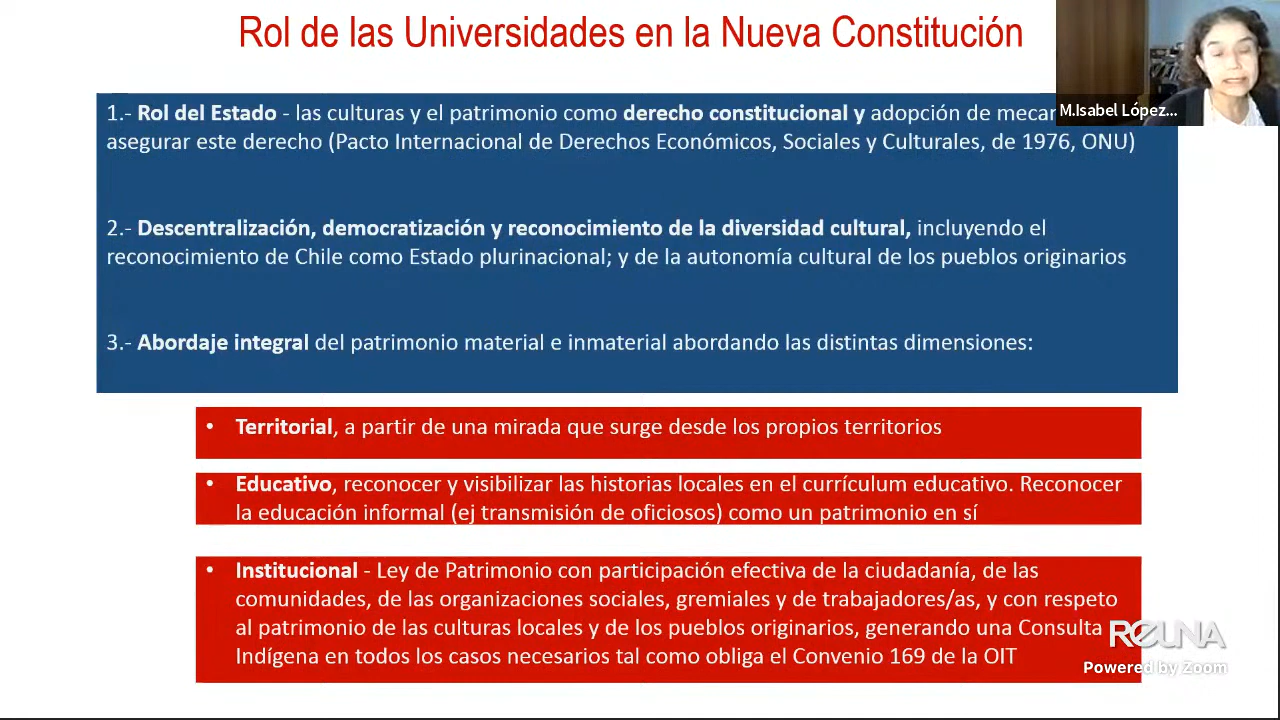 Rol de las Universidades en la Nueva Constitución
1.- Rol del Estado - las culturas y el patrimonio como derecho constitucional y adopción de
asegurar este derecho (Pacto Internacional de Derechos Económicos, Sociales y Culturales, de 1976, ONU)
2.- Descentralización, democratización y reconocimiento de la diversidad cultural, incluyendo el
reconocimiento de Chile como Estado plurinacional; y de la autonomía cultural de los pueblos originarios
3.- Abordaje integral del patrimonio material e inmaterial abordando las distintas dimensiones:
• Territorial, a partir de una mirada que surge desde los propios territorios
• Educativo, reconocer y visibilizar las historias locales en el currículum educativo. Reconocer
la educación informal (ej transmisión de oficiosos) como un patrimonio en sí
• Institucional - Ley de Patrimonio con participación efectiva de la ciudadanía, de las
comunidades, de las organizaciones sociales, gremiales y de trabajadores/as, y con respeto
al patrimonio de las culturas locales y de los pueblos originarios, generando una Consulta
Indígena en todos los casos necesarios tal como obliga el Convenio 169 de la OIT
M.Isabel López...
REUNA
Powered by Zoom